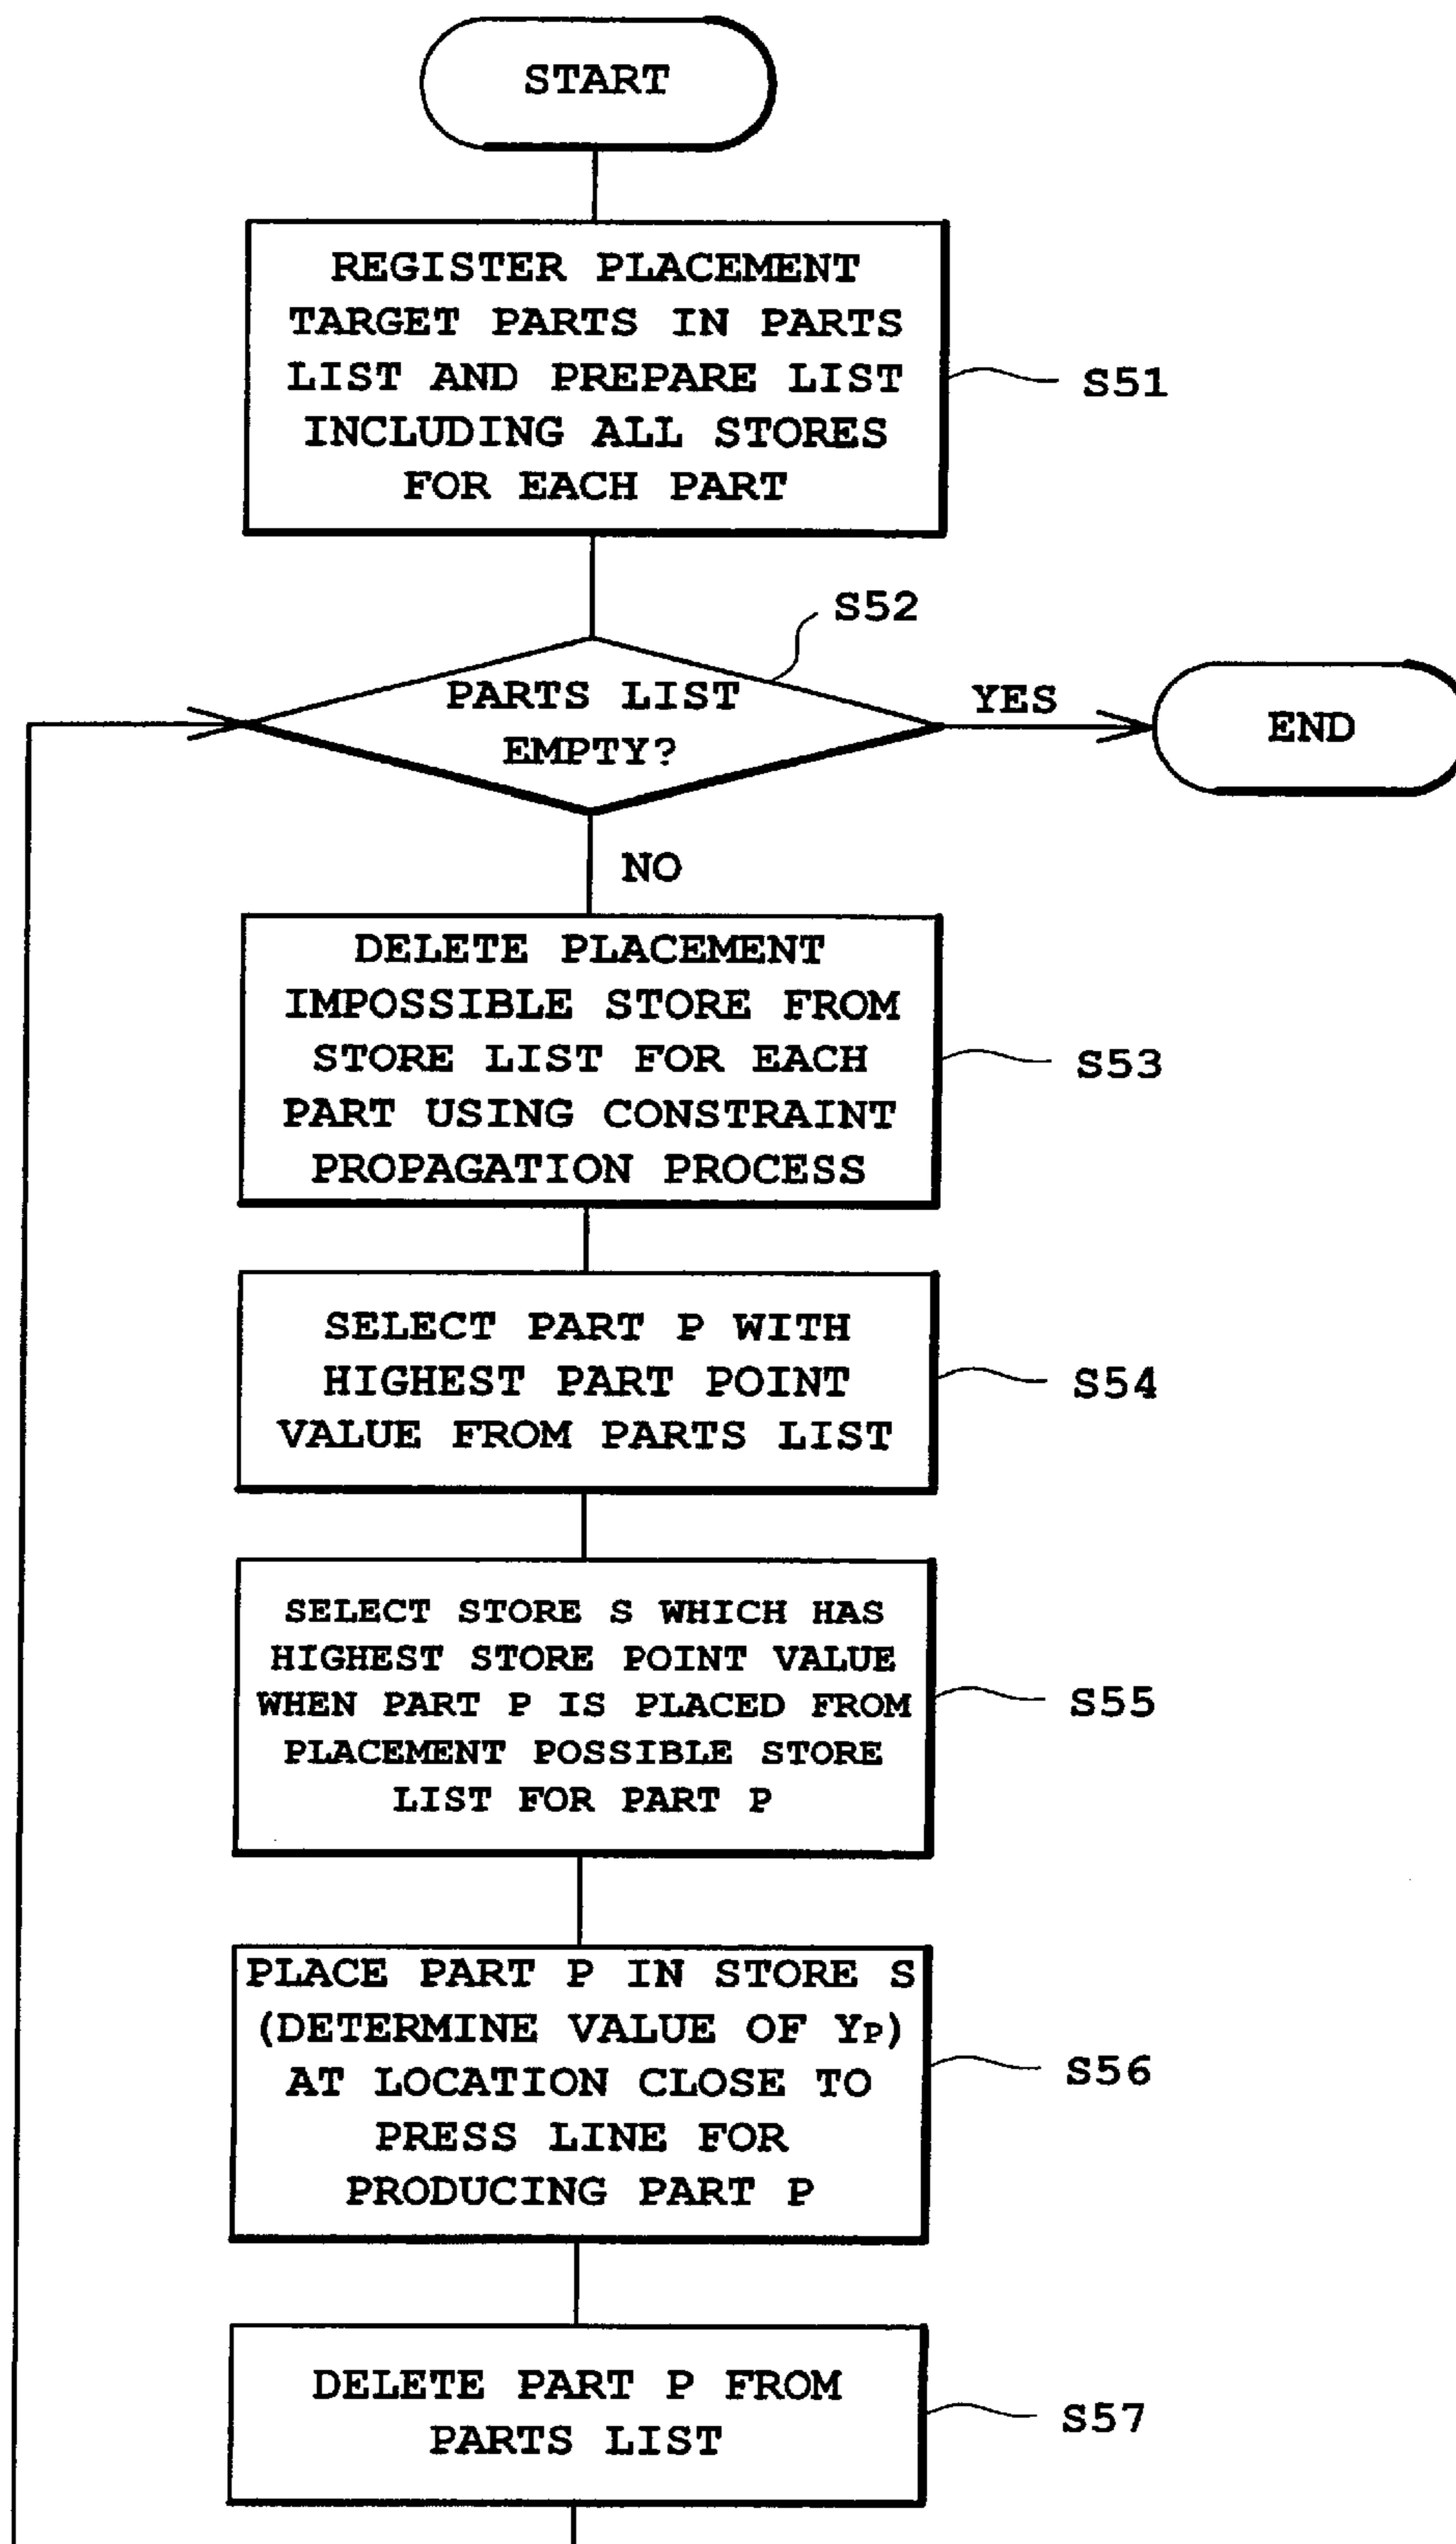 START
REGISTER PLACEMENT
TARGET PARTS IN PARTS
LIST AND PREPARE LIST
INCLUDING ALL STORES
FOR EACH PART
S51
S52
PARTS LIST
EMPTY?
YES
END
NO
DELETE PLACEMENT
IMPOSSIBLE STORE FROM
STORE LIST FOR EACH
PART USING CONSTRAINT
PROPAGATION PROCESS
S53
SELECT PART P WITH
HIGHEST PART POINT
VALUE FROM PARTS LIST
S54
SELECT STORE S WHICH HAS
HIGHEST STORE POINT VALUE
WHEN PART P IS PLACED FROM
PLACEMENT POSSIBLE STORE
LIST FOR PART P
S55
PLACE PART P IN STORE S
(DETERMINE VALUE OF YP)
AT LOCATION CLOSE TO
PRESS LINE FOR
PRODUCING PART P
S56
DELETE PART P FROM
PARTS LIST
S57